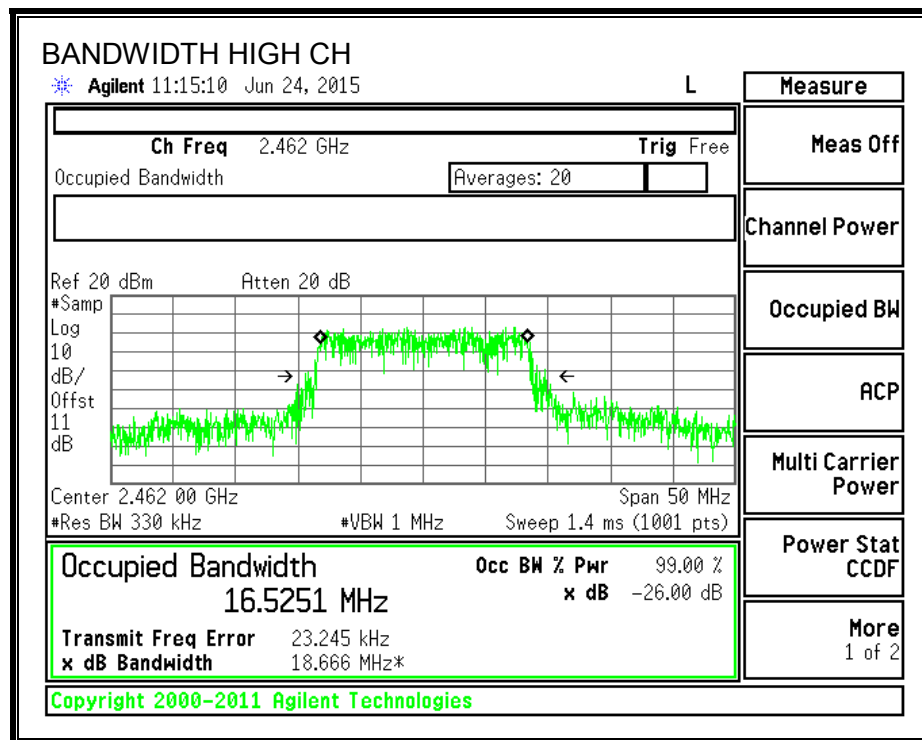 BANDWIDTH HIGH CH
Agilent 11:15:10 Jun 24, 2015 L
Measure
Ch Freq 2.462 GHz Trig Free
Meas Off
Occupied Bandwidth Averages: 20
Channel Power
Ref 20 dBm Atten 20 dB
#Samp
Log
10
dB/
Offst
11
dB
Occupied BW
ACP
Multi Carrier
Power
Center 2.462 00 GHz Span 50 MHz
#Res BW 330 kHz #VBW 1 MHz Sweep 1.4 ms (1001 pts)
Power Stat
CCDF
Occupied Bandwidth Occ BW % Pwr 99.00 %
16.5251 MHz x dB -26.00 dB
Transmit Freq Error 23.245 kHz
x dB Bandwidth 18.666 MHz*
More
1 of 2
Copyright 2000-2011 Agilent Technologies